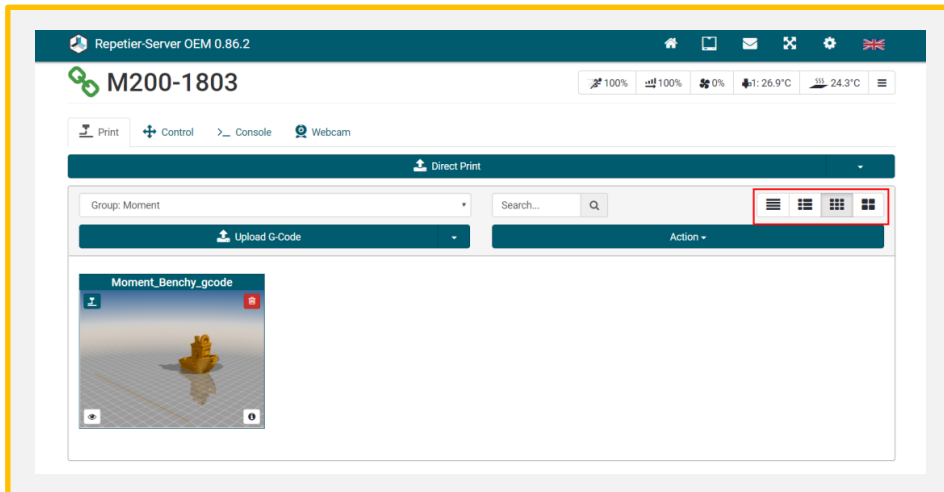 Repetier-Server OEM 0.86.2
M200-1803
100% 100% 0% 1: 26.9°C 24.3°C
Print Control >_ Console Webcam
Direct Print
Group: Moment Search...
Upload G-Code Action
Moment_Benchy_gcode